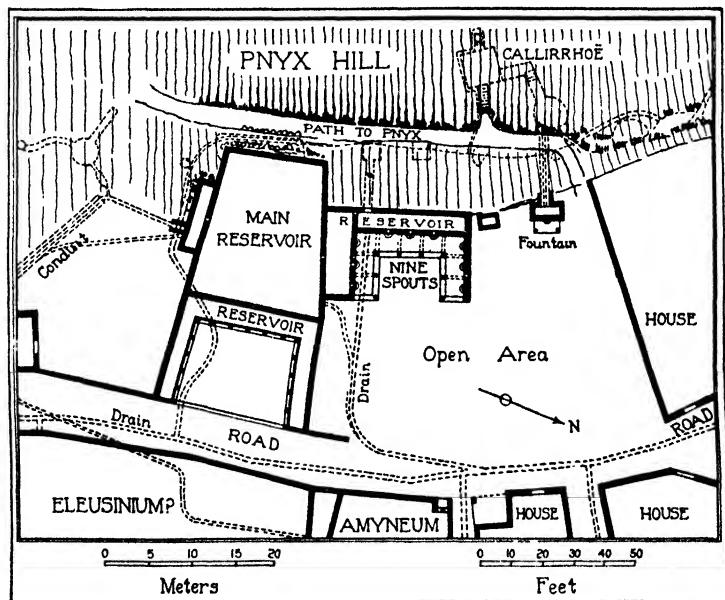 PNYX HILL
CALLIRRHOË
PATH TO PNYX
MAIN
RESERVOIR
RESERVOIR
NINE
SPOUTS
Fountain
Conduit
RESERVOIR
HOUSE
Open Area
Drain
N
Drain
ROAD
ROAD
ELEUSINIUM?
AMYNEUM
HOUSE
HOUSE
0 5 10 15 20
Meters
0 10 20 30 40 50
Feet